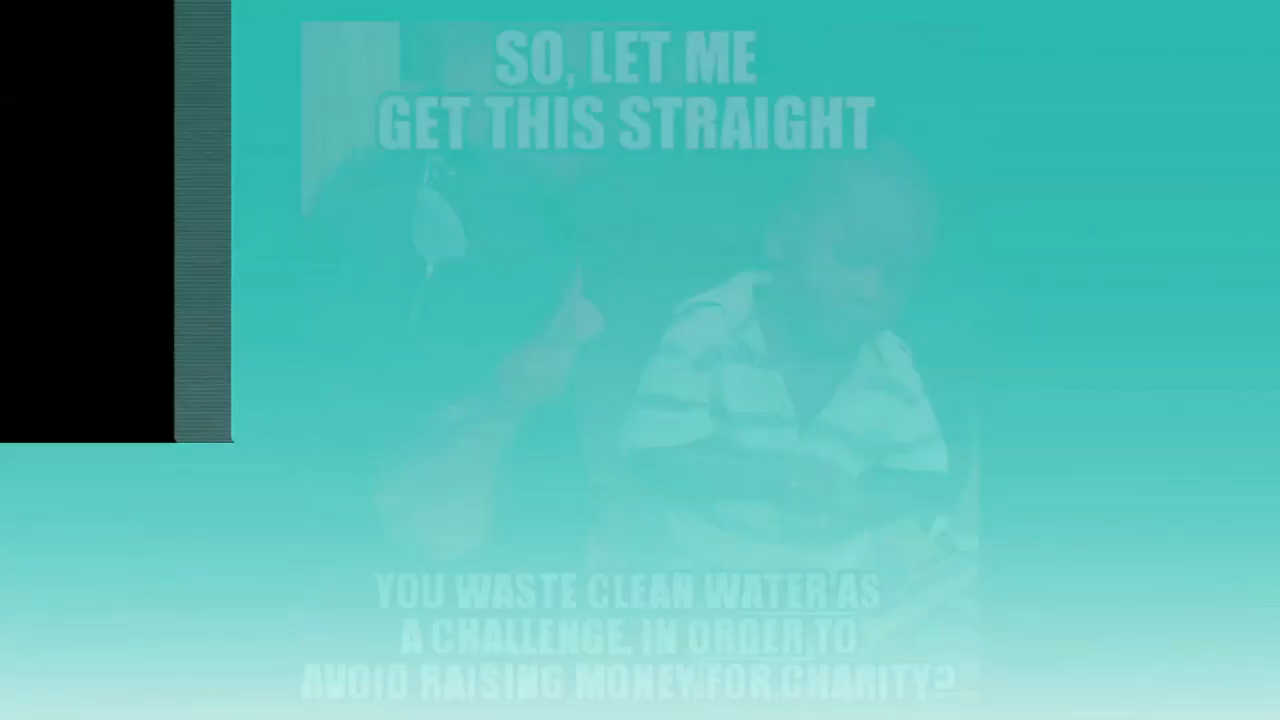 SO, LET ME
GET THIS STRAIGHT
YOU WASTE CLEAN WATER AS
A CHALLENGE, IN ORDER TO
AVOID RAISING MONEY FOR CHARITY?